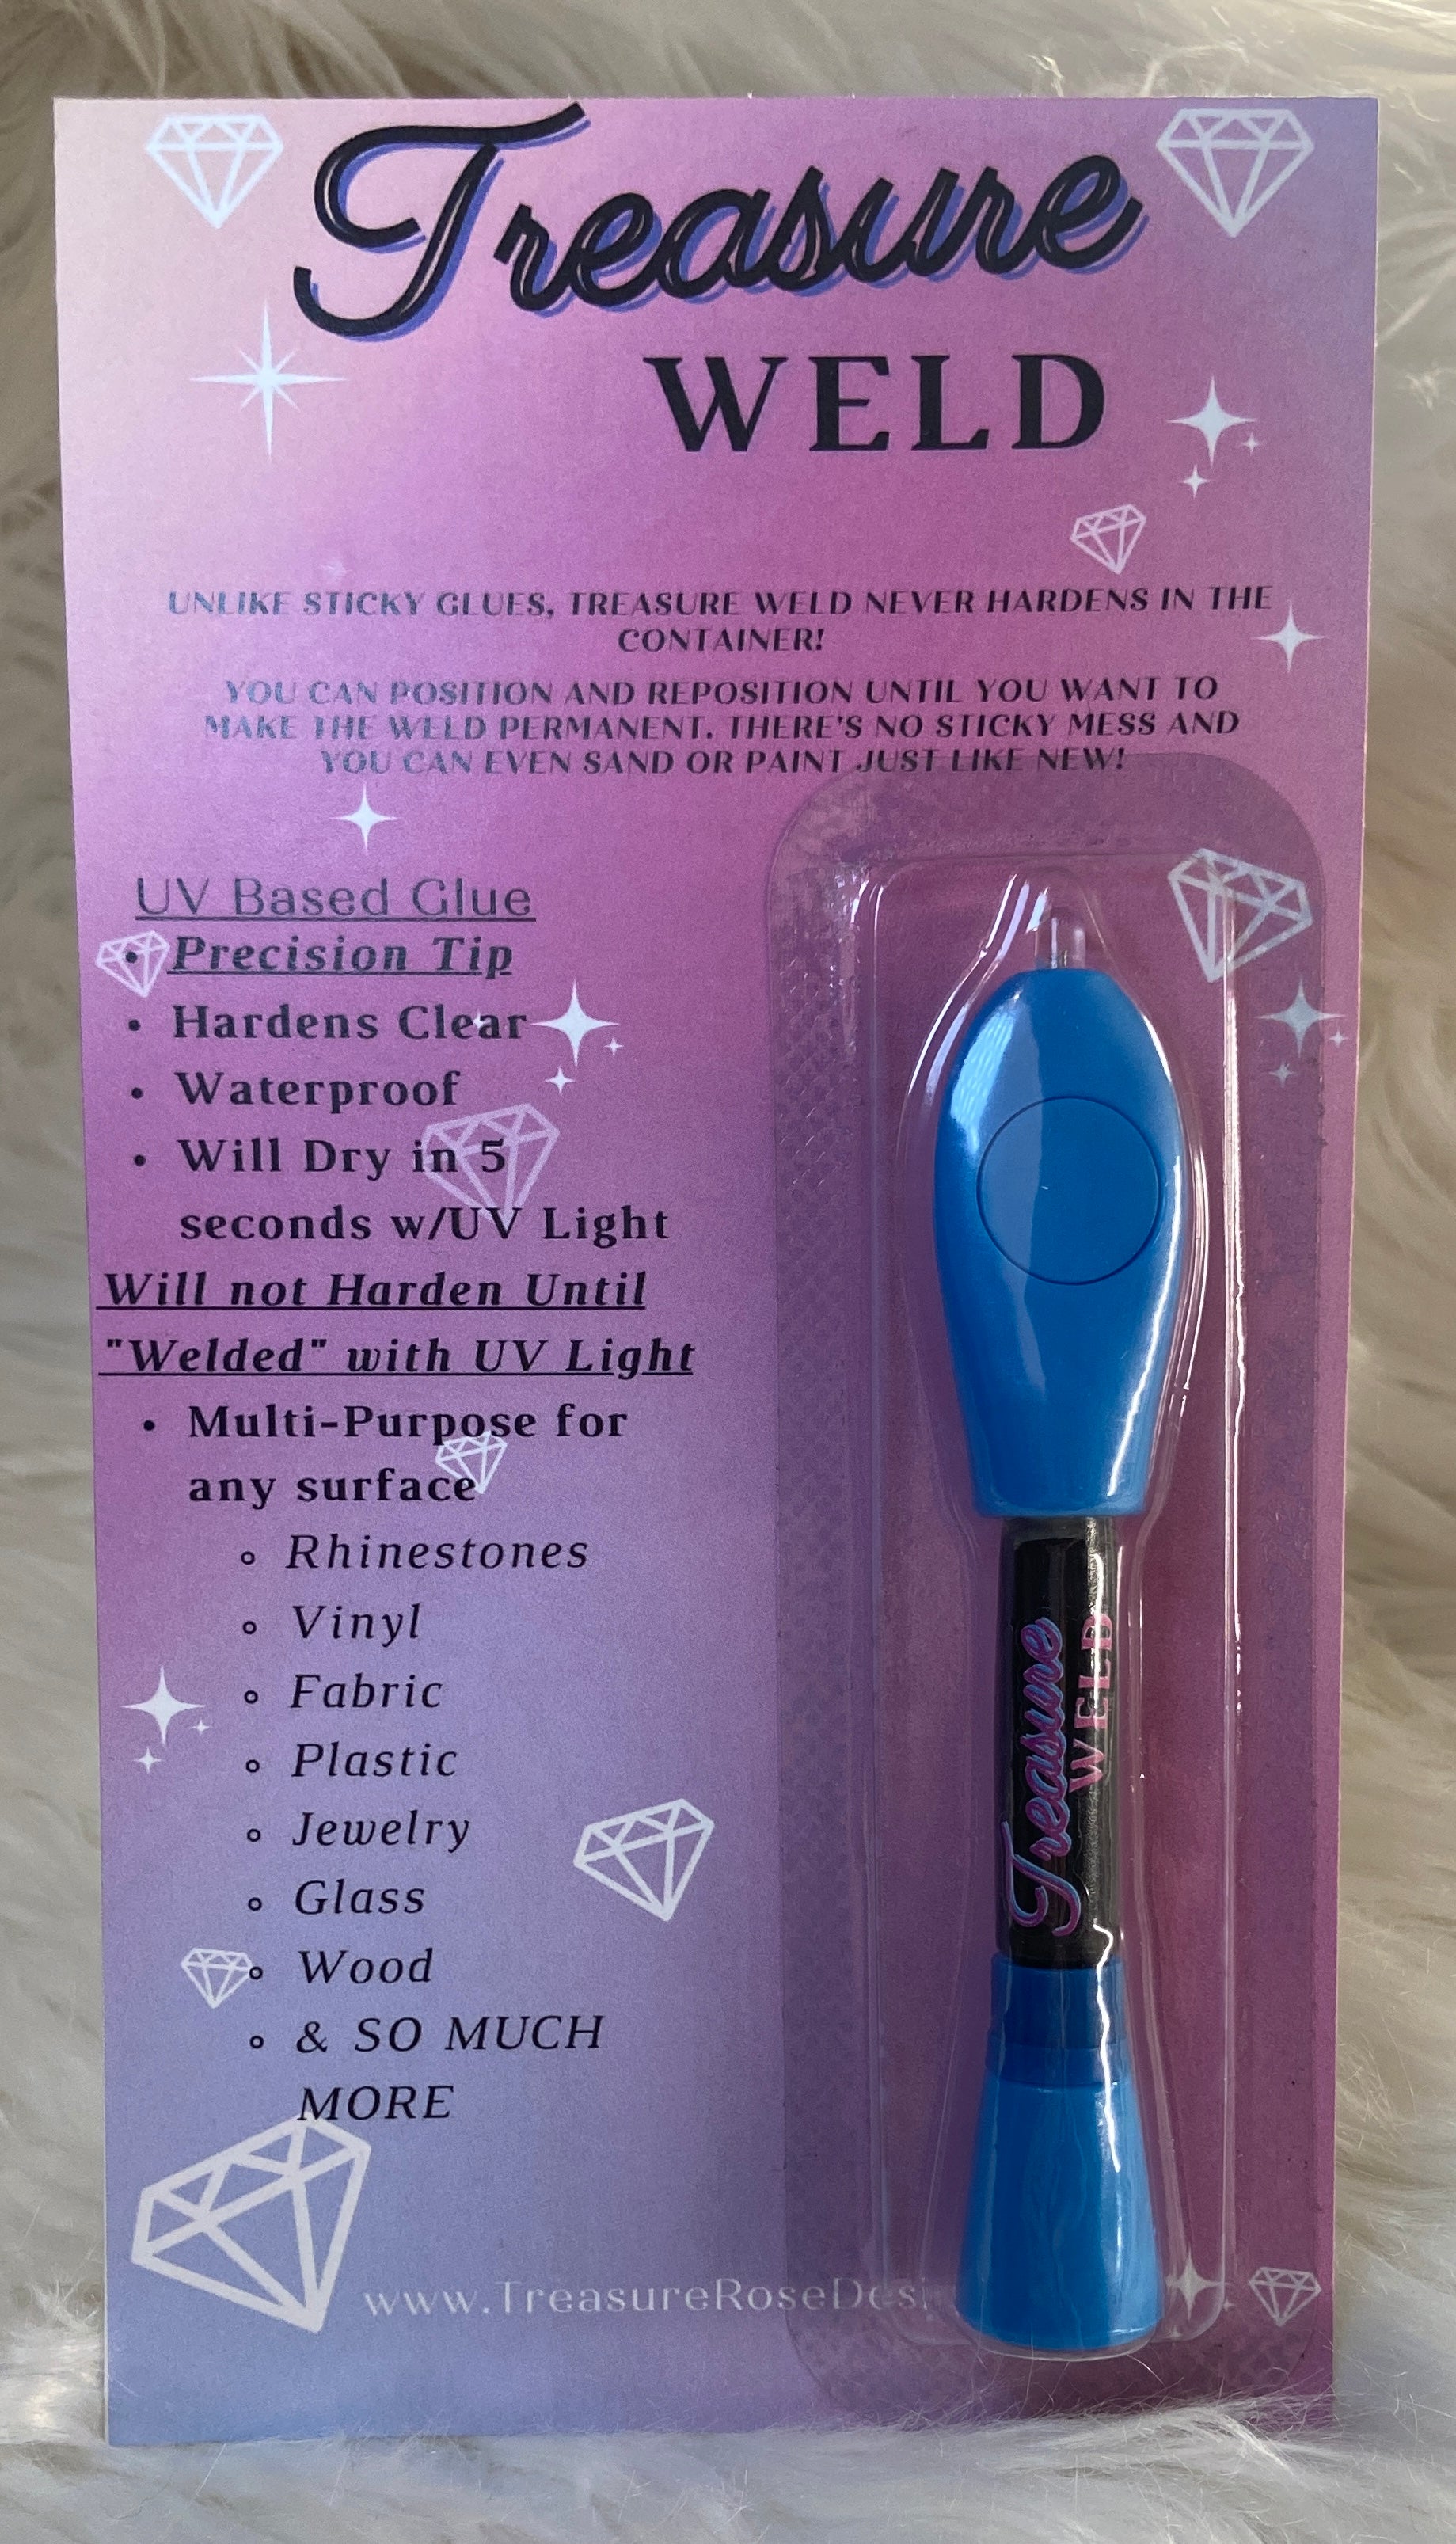 Treasure
WELD
UNLIKE STICKY GLUES, TREASURE WELD NEVER HARDENS IN THE
CONTAINER!
YOU CAN POSITION AND REPOSITION UNTIL YOU WANT TO
MAKE THE WELD PERMANENT. THERE'S NO STICKY MESS AND
YOU CAN EVEN SAND OR PAINT JUST LIKE NEW!
UV Based Glue
• Precision Tip
• Hardens Clear
• Waterproof
• Will Dry in 5
seconds w/UV Light
Will not Harden Until
"Welded" with UV Light
• Multi-Purpose for
any surface
◦ Rhinestones
◦ Vinyl
◦ Fabric
◦ Plastic
◦ Jewelry
◦ Glass
◦ Wood
◦ & SO MUCH
MORE
Treasure
WELD
www.TreasureRoseDesi